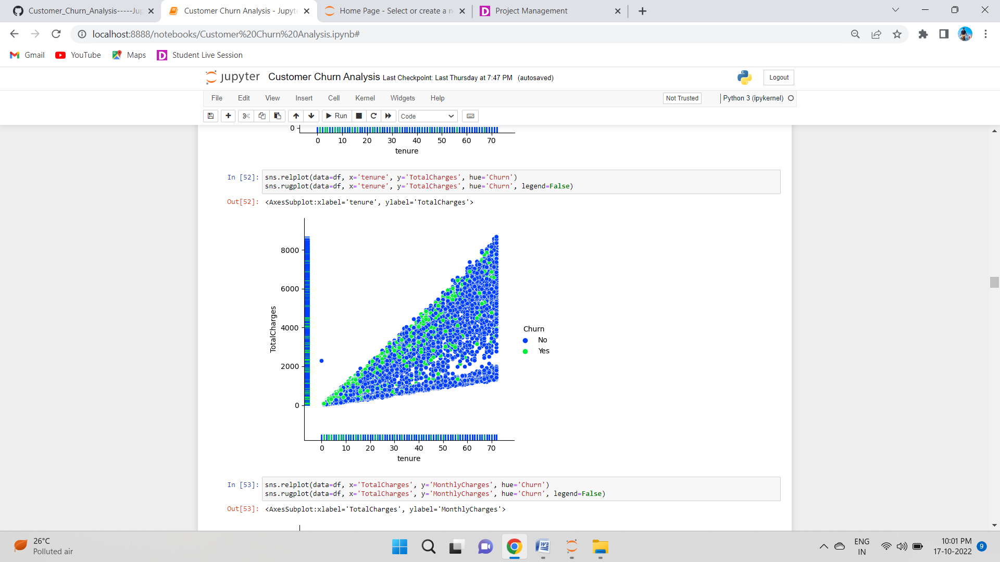 Customer_Churn_Analysis-----Ju
Customer Churn Analysis - Jupyt
Home Page - Select or create a n
Project Management
localhost:8888/notebooks/Customer%20Churn%20Analysis.ipynb#
Gmail
YouTube
Maps
Student Live Session
jupyter
Customer Churn Analysis Last Checkpoint: Last Thursday at 7:47 PM (autosaved)
Logout
File Edit View Insert Cell Kernel Widgets Help
Not Trusted
Python 3 (ipykernel)
Run
Code
0
0 10 20 30 40 50 60 70
tenure
In [52]: sns.relplot(data=df, x='tenure', y='TotalCharges', hue='Churn')
sns.rugplot(data=df, x='tenure', y='TotalCharges', hue='Churn', legend=False)
Out[52]: <AxesSubplot:xlabel='tenure', ylabel='TotalCharges'>
8000
6000
4000
2000
0
TotalCharges
Churn
No
Yes
0 10 20 30 40 50 60 70
tenure
In [53]: sns.relplot(data=df, x='TotalCharges', y='MonthlyCharges', hue='Churn')
sns.rugplot(data=df, x='TotalCharges', y='MonthlyCharges', hue='Churn', legend=False)
Out[53]: <AxesSubplot:xlabel='TotalCharges', ylabel='MonthlyCharges'>
26°C
Polluted air
ENG
IN
10:01 PM
17-10-2022
9